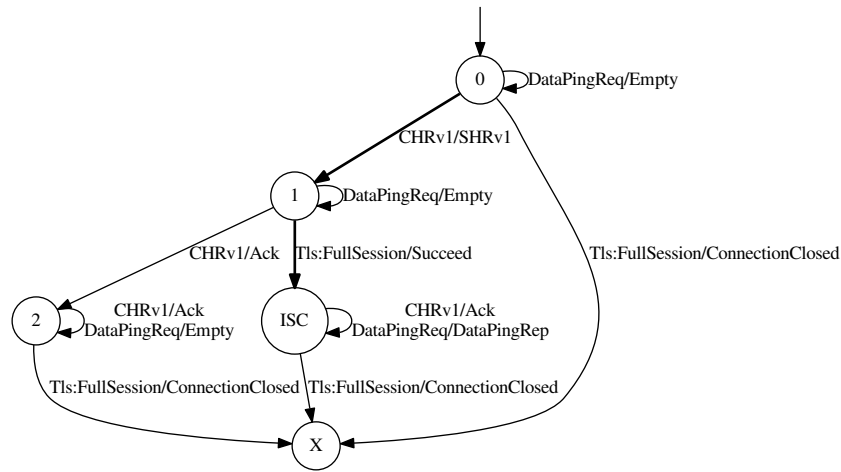 0
DataPingReq/Empty
CHRv1/SHRv1
1
DataPingReq/Empty
CHRv1/Ack
Tls:FullSession/Succeed
Tls:FullSession/ConnectionClosed
2
CHRv1/Ack
DataPingReq/Empty
ISC
CHRv1/Ack
DataPingReq/DataPingRep
Tls:FullSession/ConnectionClosed
Tls:FullSession/ConnectionClosed
X